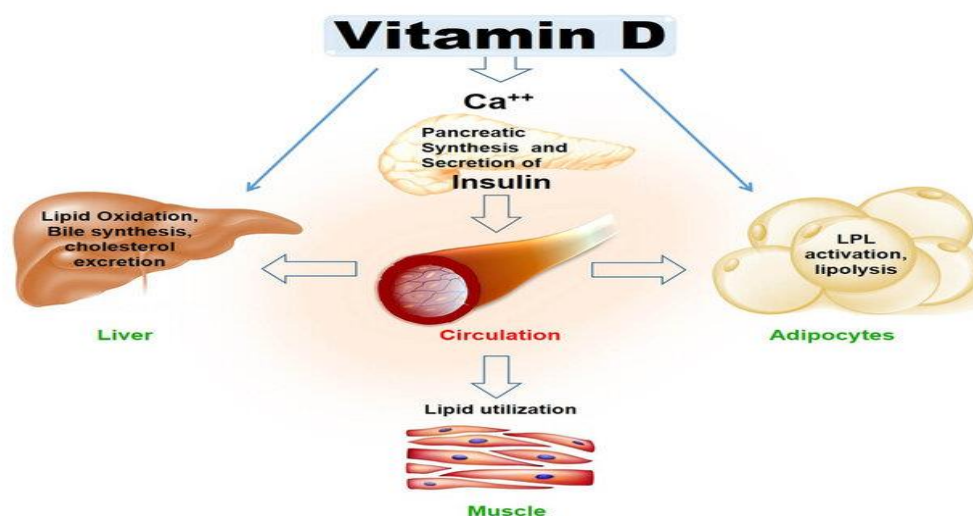 Vitamin D
Ca++
Pancreatic
Synthesis and
Secretion of
Insulin
Lipid Oxidation,
Bile synthesis,
cholesterol
excretion
LPL
activation,
lipolysis
Liver
Circulation
Adipocytes
Lipid utilization
Muscle